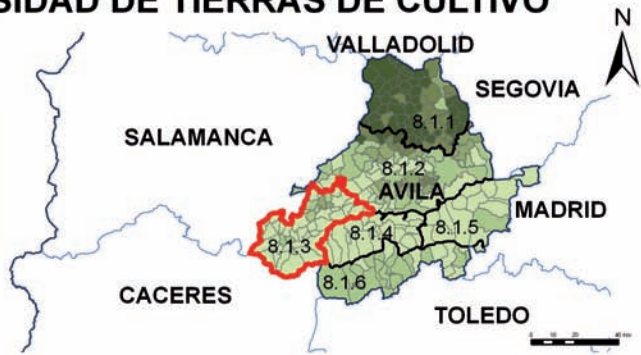 SIDAD DE TIERRAS DE CULTIVO
N
VALLADOLID
SEGOVIA
8.1.1
SALAMANCA
8.1.2
AVILA
MADRID
8.1.3
8.1.4
8.1.5
8.1.6
CACERES
TOLEDO